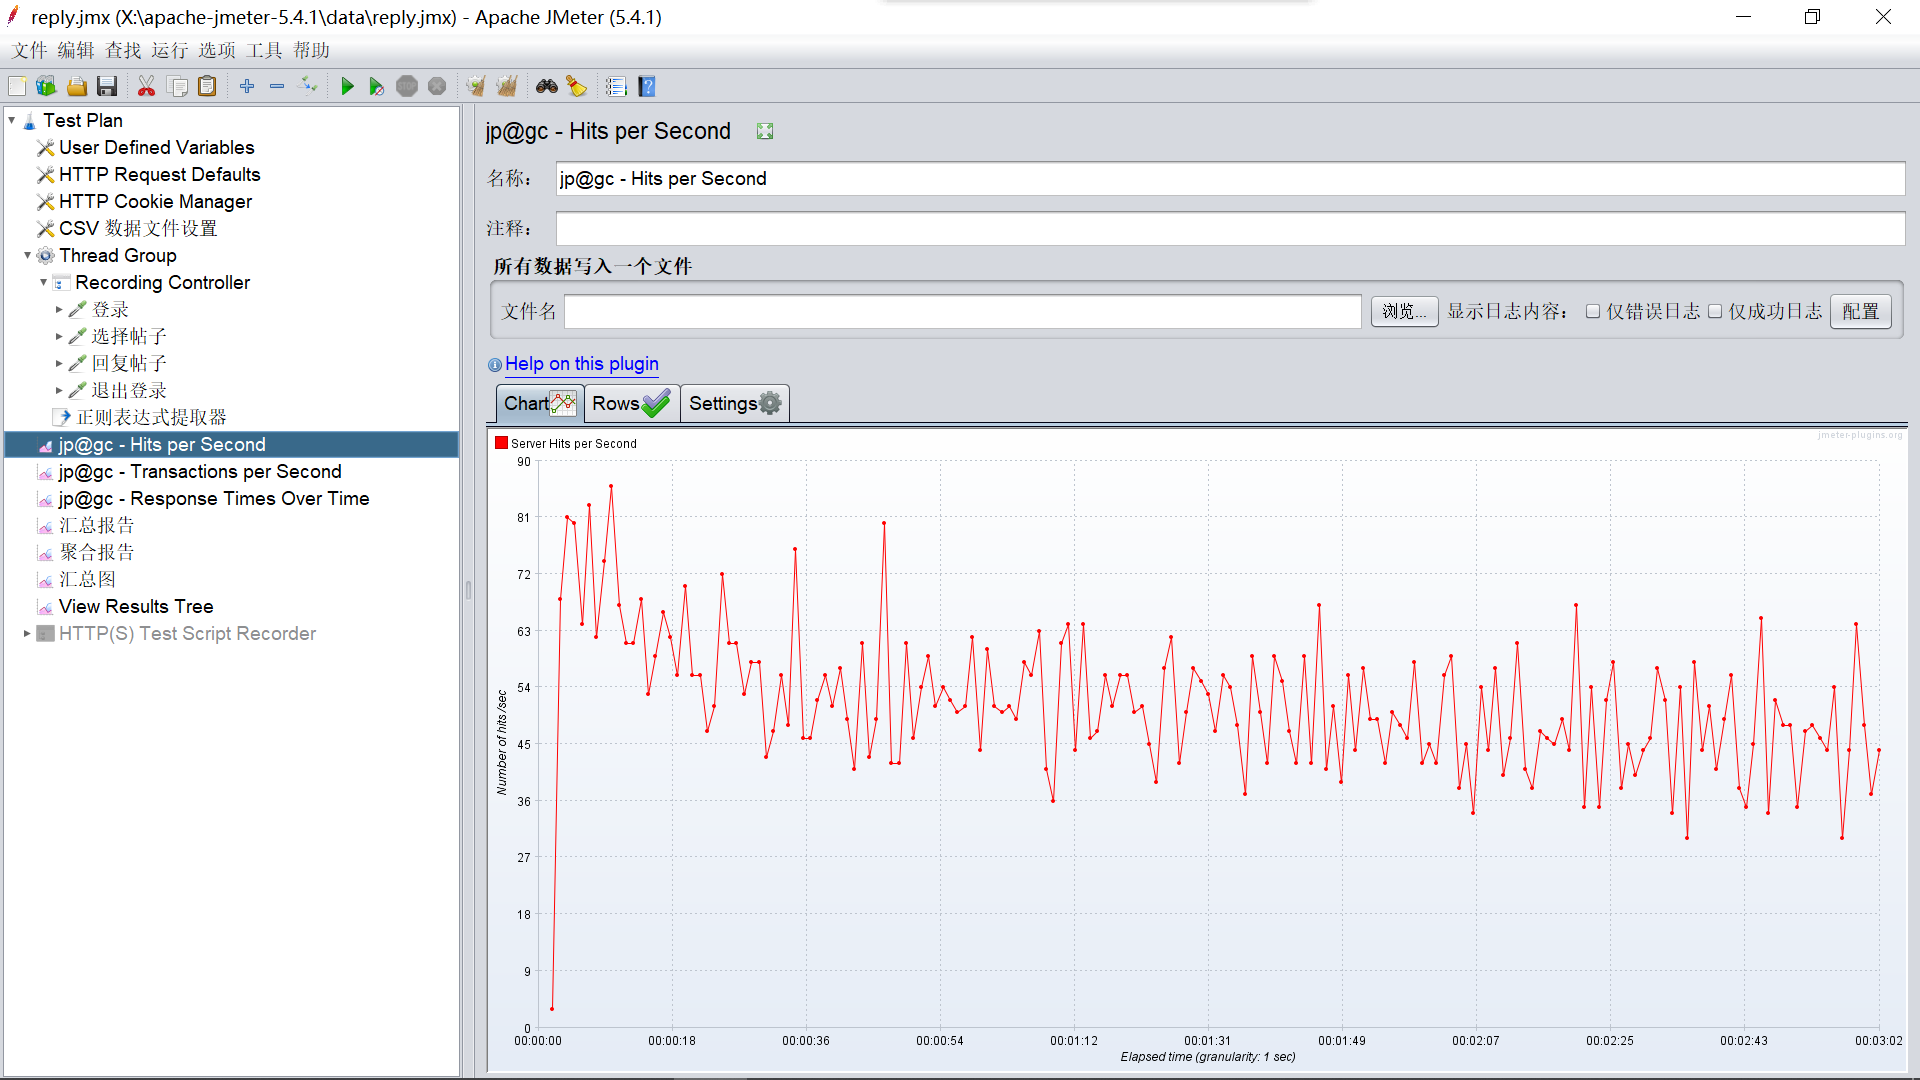 reply.jmx (X:\apache-jmeter-5.4.1\data\reply.jmx) - Apache JMeter (5.4.1)
文件 编辑 查找 运行 选项 工具 帮助
Test Plan
User Defined Variables
HTTP Request Defaults
HTTP Cookie Manager
CSV 数据文件设置
Thread Group
Recording Controller
登录
选择帖子
回复帖子
退出登录
正则表达式提取器
jp@gc - Hits per Second
jp@gc - Transactions per Second
jp@gc - Response Times Over Time
汇总报告
聚合报告
汇总图
View Results Tree
HTTP(S) Test Script Recorder
jp@gc - Hits per Second
名称： jp@gc - Hits per Second
注释：
所有数据写入一个文件
文件名 浏览... 显示日志内容： 仅错误日志 仅成功日志 配置
Help on this plugin
Chart Rows Settings
Server Hits per Second
jmeter-plugins.org
90
81
72
63
54
45
36
27
18
9
0
Number of hits /sec
00:00:00 00:00:18 00:00:36 00:00:54 00:01:12 00:01:31 00:01:49 00:02:07 00:02:25 00:02:43 00:03:02
Elapsed time (granularity: 1 sec)